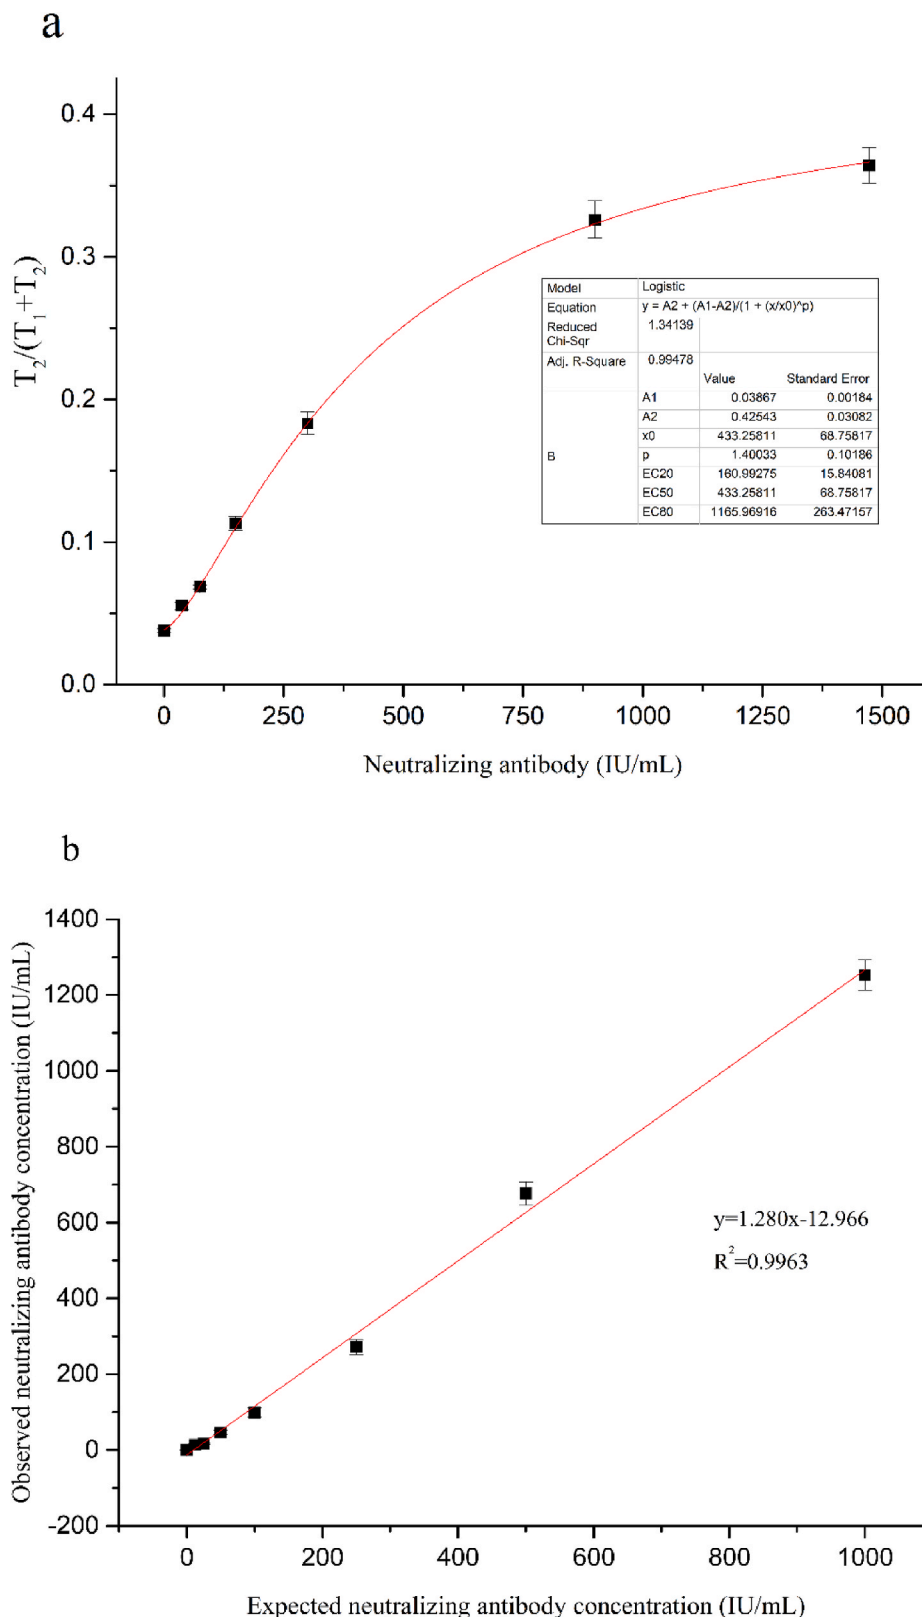 a
0.4
0.3
0.2
0.1
0.0
T2/(T1+T2)
0 250 500 750 1000 1250 1500
Neutralizing antibody (IU/mL)
Model Logistic
Equation y = A2 + (A1-A2)/(1 + (x/x0)^p)
Reduced Chi-Sqr 1.34139
Adj. R-Square 0.99478
Value Standard Error
B
A1 0.03867 0.00184
A2 0.42543 0.03082
x0 433.25811 68.75817
p 1.40033 0.10186
EC20 160.99275 15.84081
EC50 433.25811 68.75817
EC80 1165.96916 263.47157
b
1400
1200
1000
800
600
400
200
0
-200
Observed neutralizing antibody concentration (IU/mL)
y=1.280x-12.966
R²=0.9963
0 200 400 600 800 1000
Expected neutralizing antibody concentration (IU/mL)